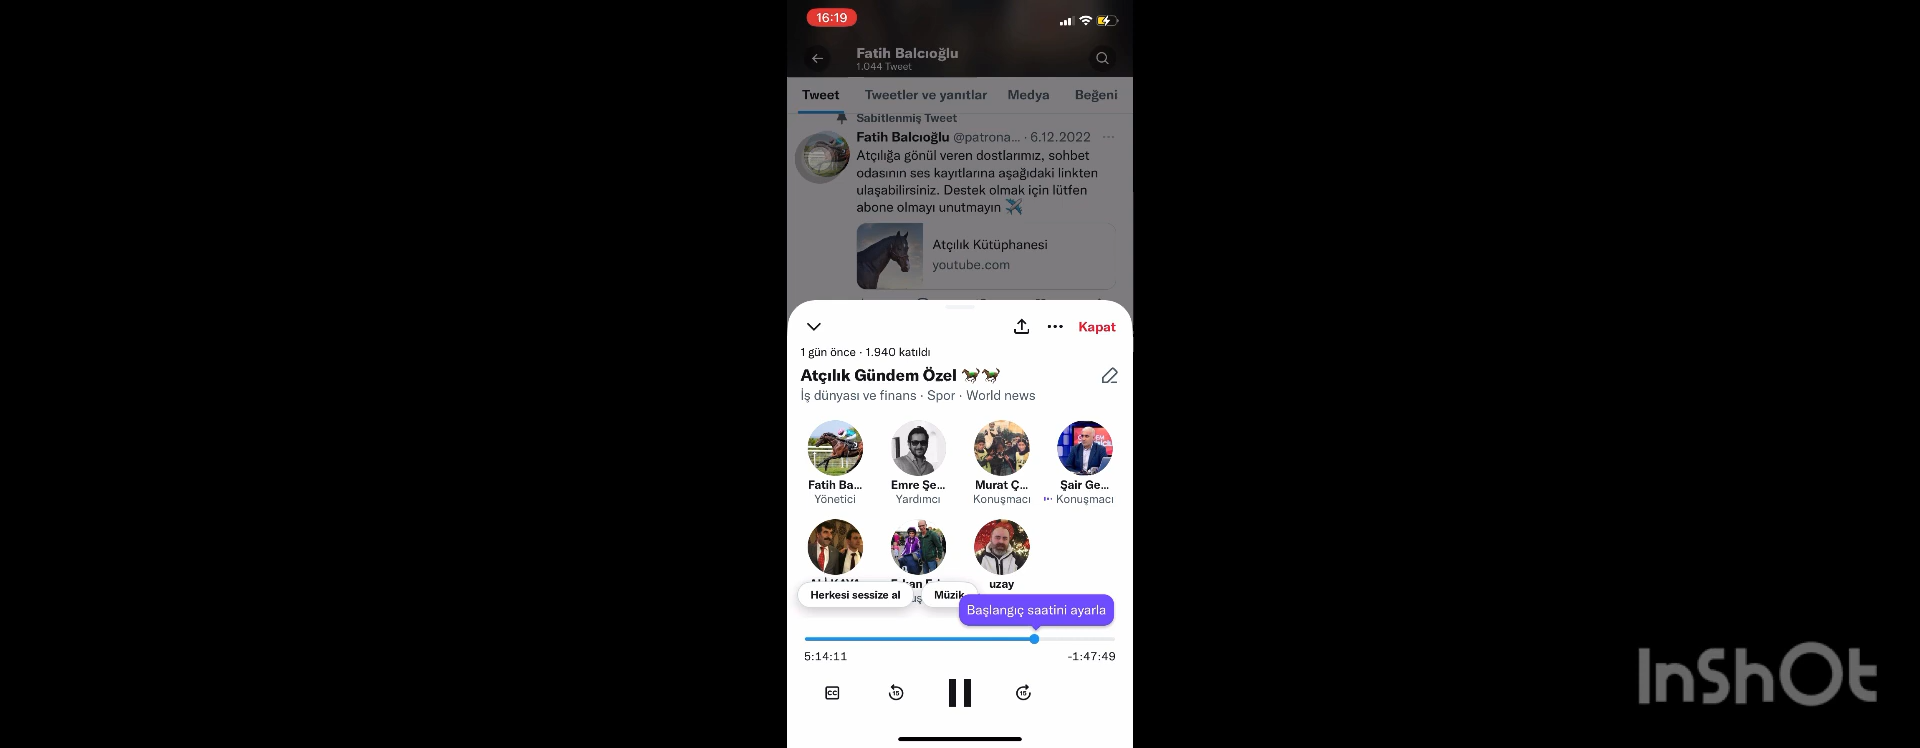 16:19
Fatih Balcıoğlu
1.044 Tweet
Tweet Tweetler ve yanıtlar Medya Beğeni
Sabitlenmiş Tweet
Fatih Balcıoğlu @patrona... · 6.12.2022
Atçılığa gönül veren dostlarımız, sohbet
odasının ses kayıtlarına aşağıdaki linkten
ulaşabilirsiniz. Destek olmak için lütfen
abone olmayı unutmayın
Atçılık Kütüphanesi
youtube.com
Kapat
1 gün önce · 1.940 katıldı
Atçılık Gündem Özel
İş dünyası ve finans · Spor · World news
Fatih Ba... Emre Şe... Murat Ç... Şair Ge...
Yönetici Yardımcı Konuşmacı Konuşmacı
uzay
Herkesi sessize al Müzik
Başlangıç saatini ayarla
5:14:11 -1:47:49
CC 15 15
InShOt